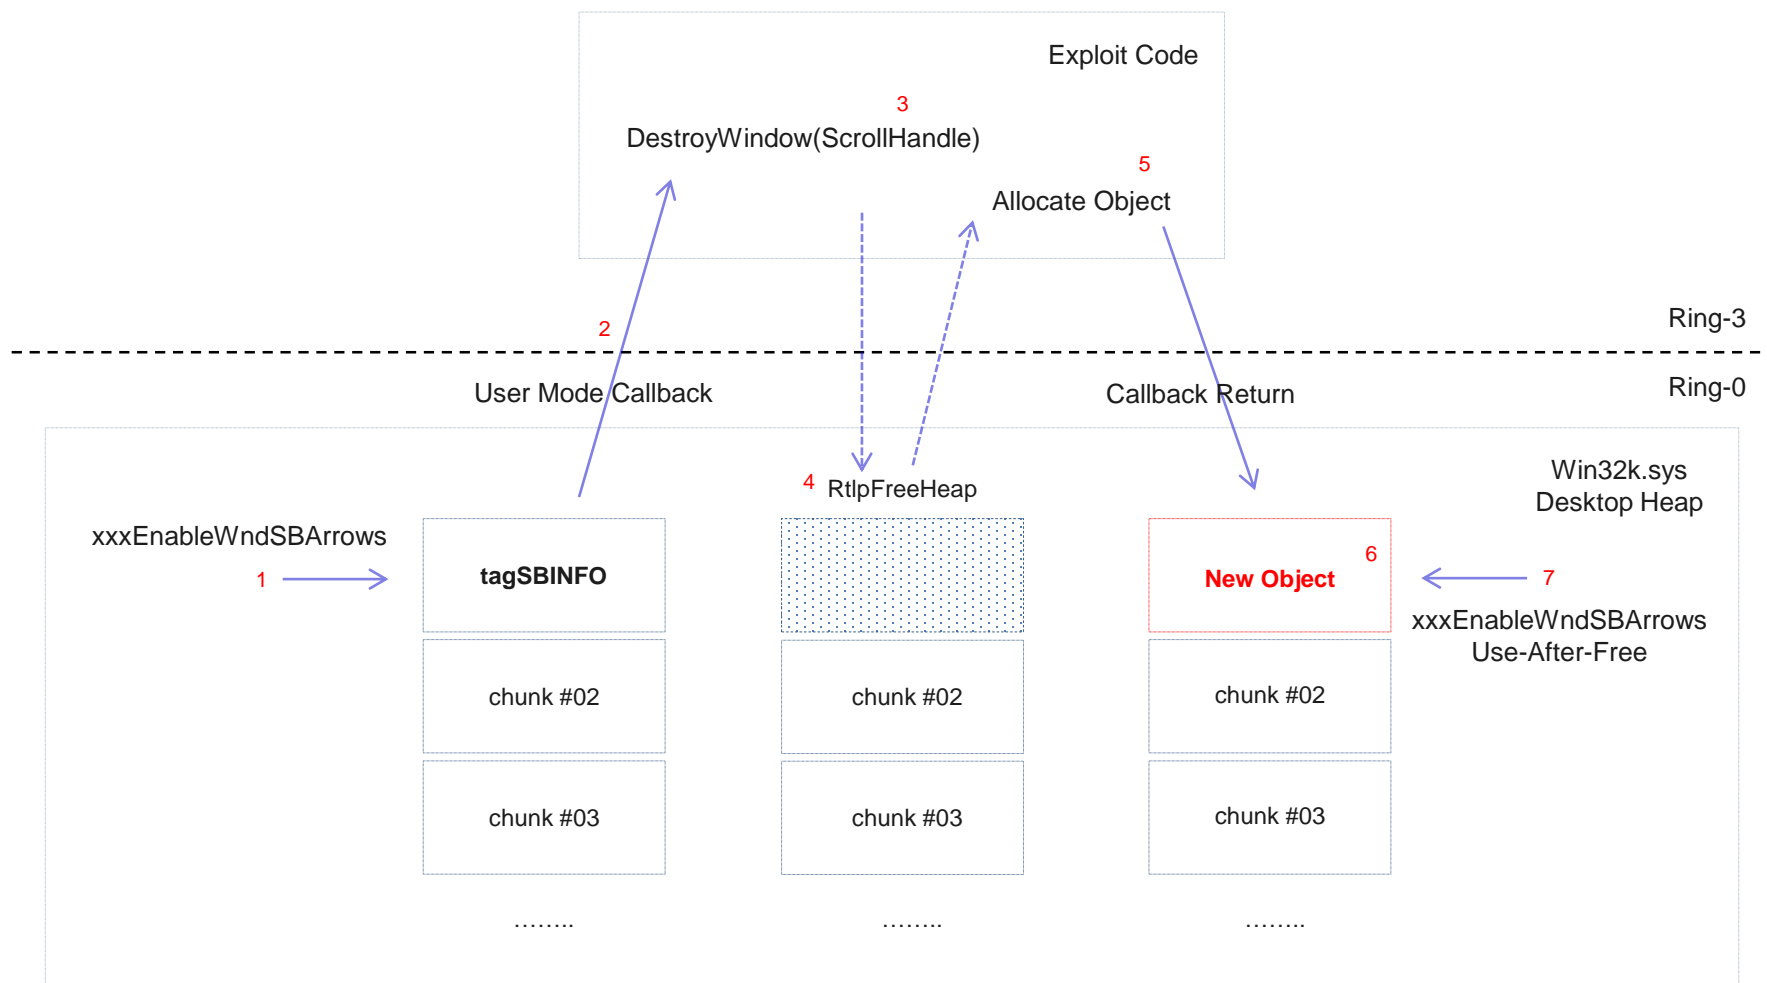 Exploit Code
3
DestroyWindow(ScrollHandle)
5
Allocate Object
2
Ring-3
User Mode Callback
Callback Return
Ring-0
Win32k.sys
Desktop Heap
4
RtlpFreeHeap
xxxEnableWndSBArrows
1
tagSBINFO
New Object
6
7
xxxEnableWndSBArrows
Use-After-Free
chunk #02
chunk #02
chunk #02
chunk #03
chunk #03
chunk #03
……..
……..
……..